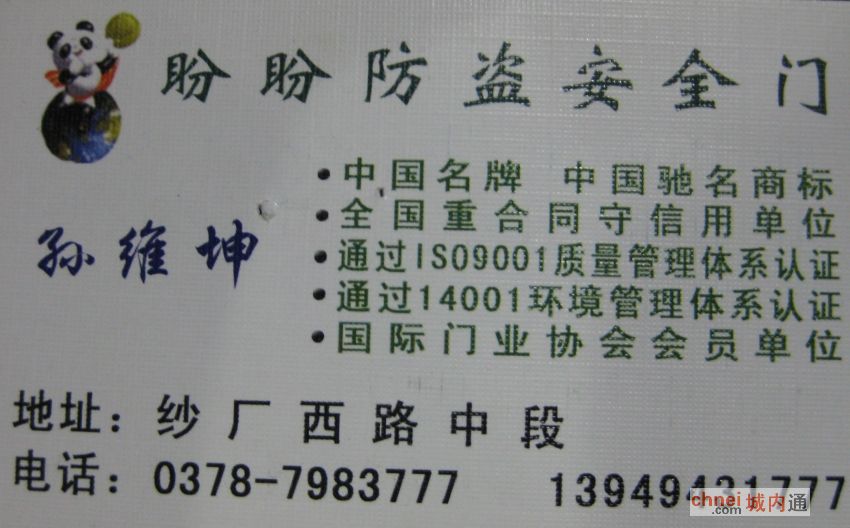 盼盼防盗安全门
·中国名牌 中国驰名商标
·全国重合同守信用单位
·通过ISO9001质量管理体系认证
·通过14001环境管理体系认证
·国际门业协会会员单位
孙维坤
地址：纱厂西路中段
电话：0378-7983777 13949431777
chnei.com 城内通